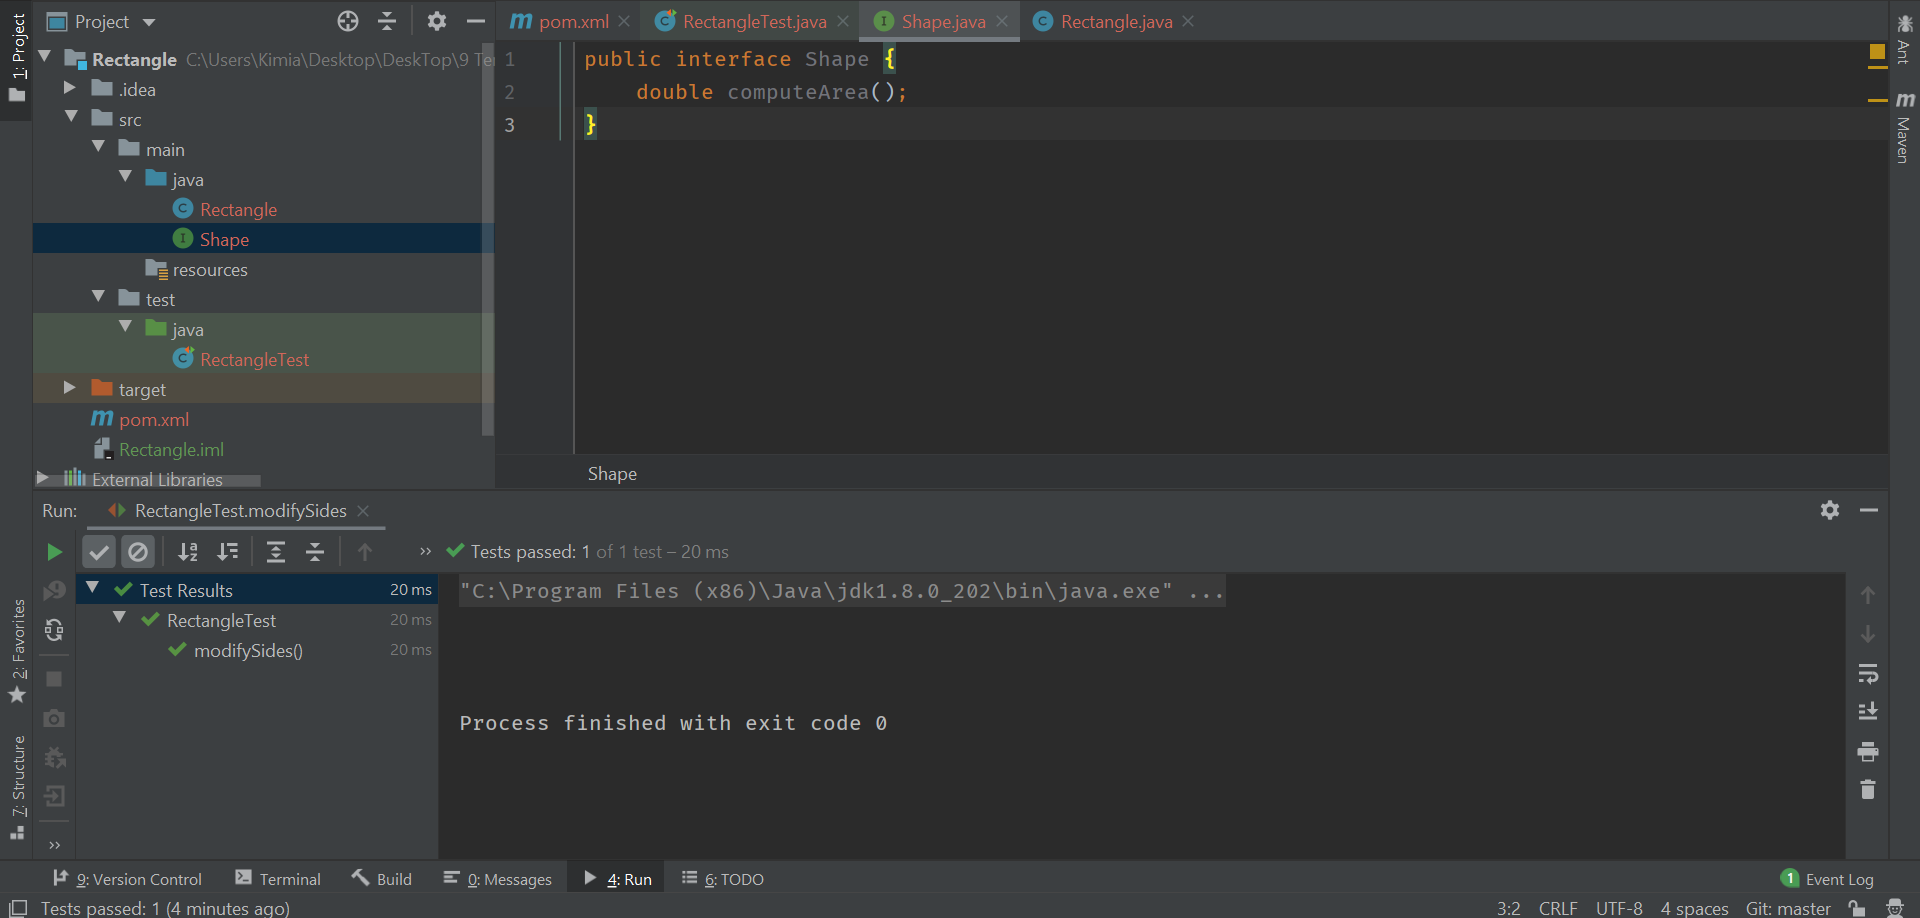 1: Project
Project
pom.xml
RectangleTest.java
Shape.java
Rectangle.java
Ant
Maven
Rectangle C:\Users\Kimia\Desktop\DeskTop\9 Te
.idea
src
main
java
Rectangle
Shape
resources
test
java
RectangleTest
target
pom.xml
Rectangle.iml
External Libraries
1 public interface Shape {
2 double computeArea();
3 }
Shape
Run: RectangleTest.modifySides
Tests passed: 1 of 1 test – 20 ms
Test Results 20 ms
RectangleTest 20 ms
modifySides() 20 ms
"C:\Program Files (x86)\Java\jdk1.8.0_202\bin\java.exe" ...
Process finished with exit code 0
2: Favorites
7: Structure
9: Version Control
Terminal
Build
0: Messages
4: Run
6: TODO
1 Event Log
Tests passed: 1 (4 minutes ago)
3:2 CRLF UTF-8 4 spaces Git: master